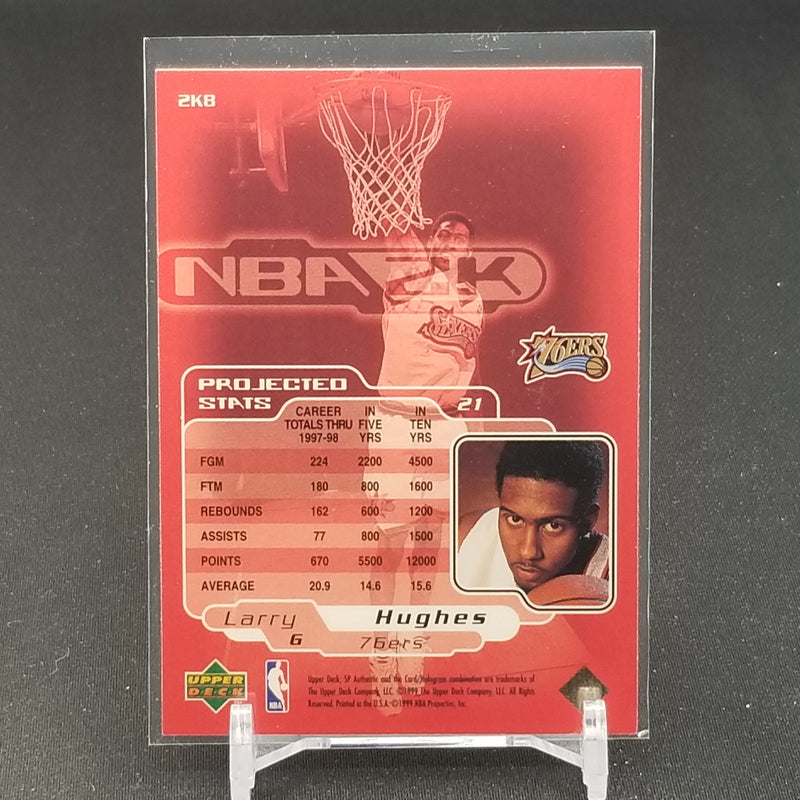 2K8
NBA 2K
76ERS
PROJECTED
STATS
21
CAREER TOTALS THRU 1997-98 IN FIVE YRS IN TEN YRS
FGM 224 2200 4500
FTM 180 800 1600
REBOUNDS 162 600 1200
ASSISTS 77 800 1500
POINTS 670 5500 12000
AVERAGE 20.9 14.6 15.6
Larry Hughes
G 76ers
UPPER DECK
NBA
Upper Deck, SP Authentic and the Card/Hologram combination are trademarks of
The Upper Deck Company, LLC. ©1999 The Upper Deck Company, LLC. All Rights
Reserved. Printed in the U.S.A. ©1999 NBA Properties, Inc.